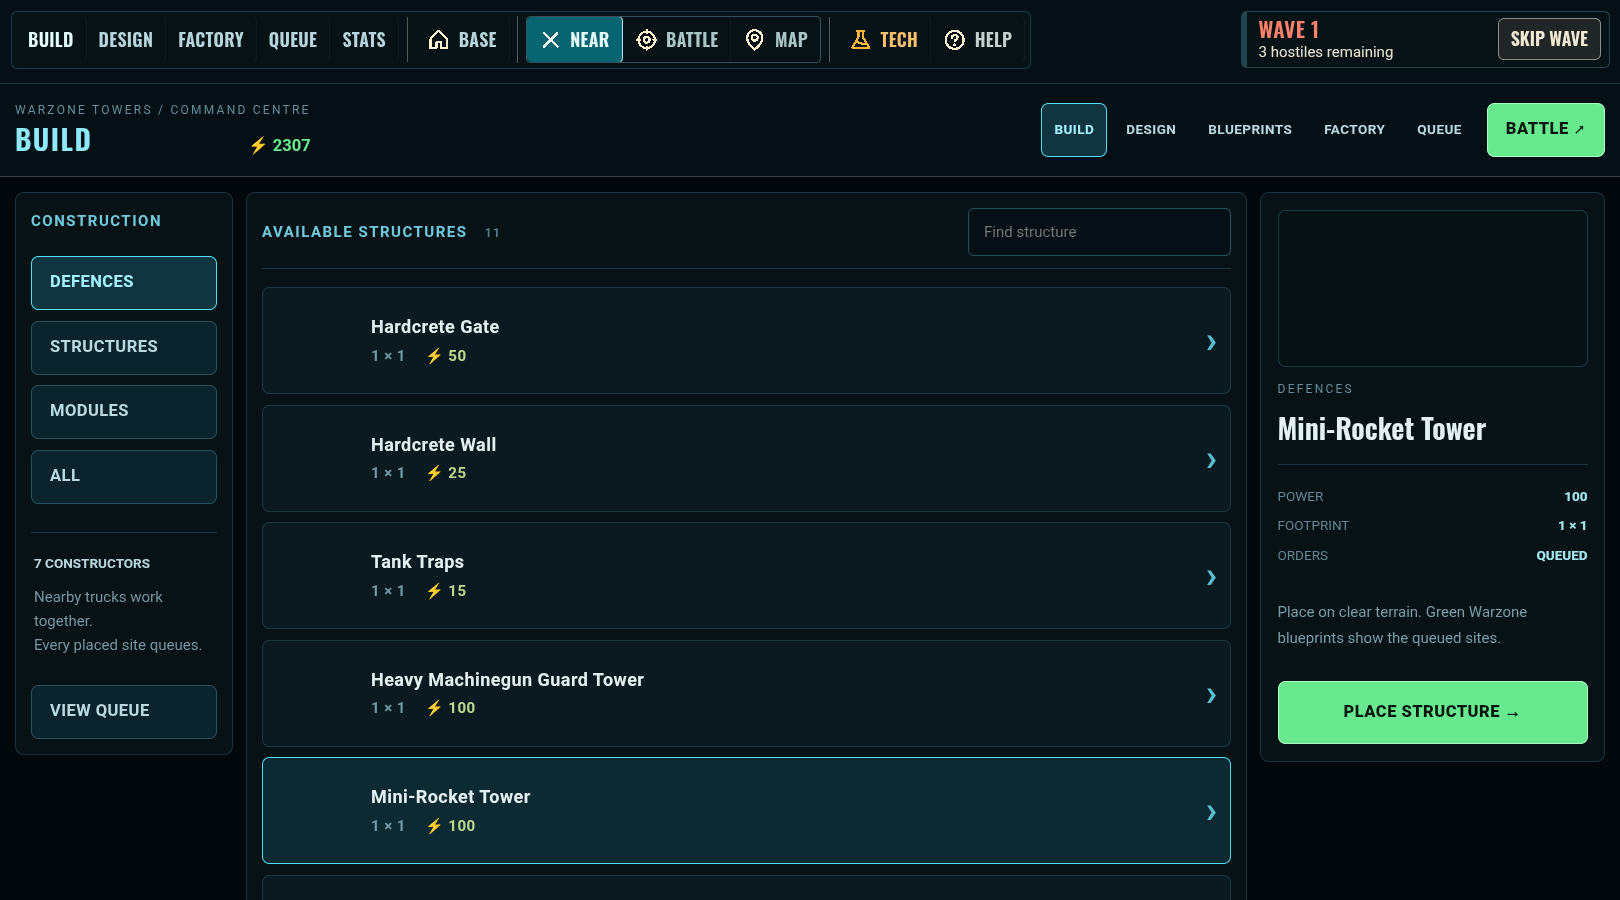 BUILD DESIGN FACTORY QUEUE STATS BASE NEAR BATTLE MAP TECH HELP
WAVE 1
3 hostiles remaining
SKIP WAVE
WARZONE TOWERS / COMMAND CENTRE
BUILD
⚡ 2307
BUILD DESIGN BLUEPRINTS FACTORY QUEUE BATTLE ↗
CONSTRUCTION
DEFENCES
STRUCTURES
MODULES
ALL
7 CONSTRUCTORS
Nearby trucks work
together.
Every placed site queues.
VIEW QUEUE
AVAILABLE STRUCTURES 11
Find structure
Hardcrete Gate
1 × 1 ⚡ 50
Hardcrete Wall
1 × 1 ⚡ 25
Tank Traps
1 × 1 ⚡ 15
Heavy Machinegun Guard Tower
1 × 1 ⚡ 100
Mini-Rocket Tower
1 × 1 ⚡ 100
DEFENCES
Mini-Rocket Tower
POWER 100
FOOTPRINT 1 × 1
ORDERS QUEUED
Place on clear terrain. Green Warzone
blueprints show the queued sites.
PLACE STRUCTURE →